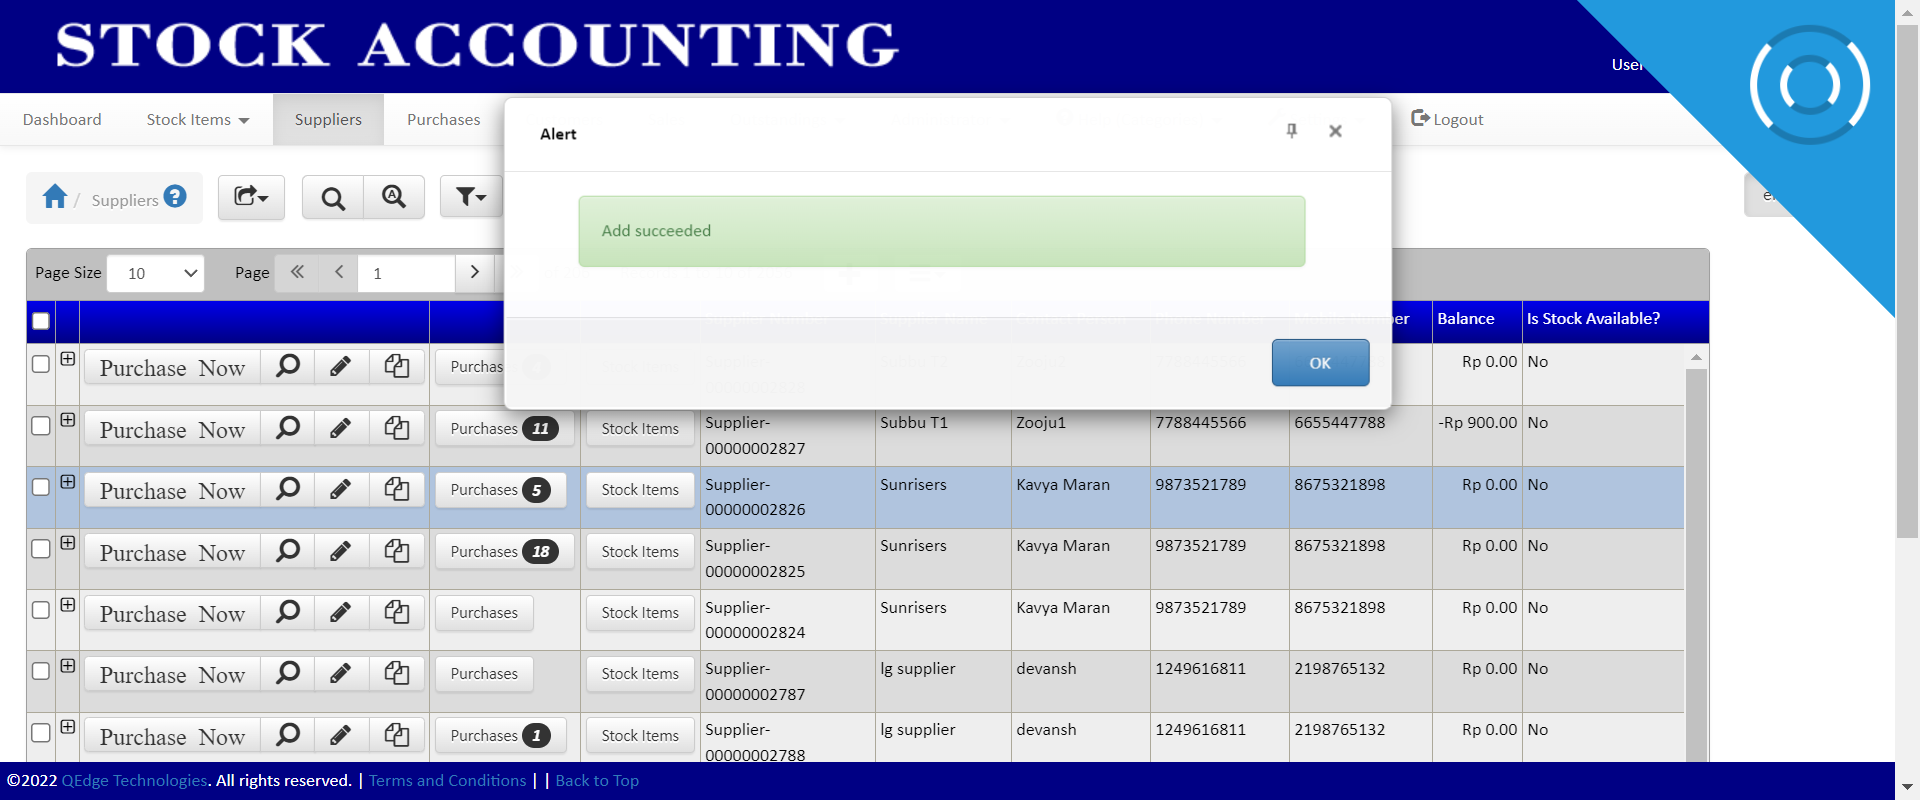 STOCK ACCOUNTING
User
Dashboard Stock Items Suppliers Purchases Logout
Alert
Suppliers
Add succeeded
Page Size 10 Page 1
Balance Is Stock Available?
OK
Purchase Now Purchases Rp 0.00 No
Purchase Now Purchases 11 Stock Items Supplier-00000002827 Subbu T1 Zooju1 7788445566 6655447788 -Rp 900.00 No
Purchase Now Purchases 5 Stock Items Supplier-00000002826 Sunrisers Kavya Maran 9873521789 8675321898 Rp 0.00 No
Purchase Now Purchases 18 Stock Items Supplier-00000002825 Sunrisers Kavya Maran 9873521789 8675321898 Rp 0.00 No
Purchase Now Purchases Stock Items Supplier-00000002824 Sunrisers Kavya Maran 9873521789 8675321898 Rp 0.00 No
Purchase Now Purchases Stock Items Supplier-00000002787 lg supplier devansh 1249616811 2198765132 Rp 0.00 No
Purchase Now Purchases 1 Stock Items Supplier-00000002788 lg supplier devansh 1249616811 2198765132 Rp 0.00 No
©2022 QEdge Technologies. All rights reserved. | Terms and Conditions | | Back to Top